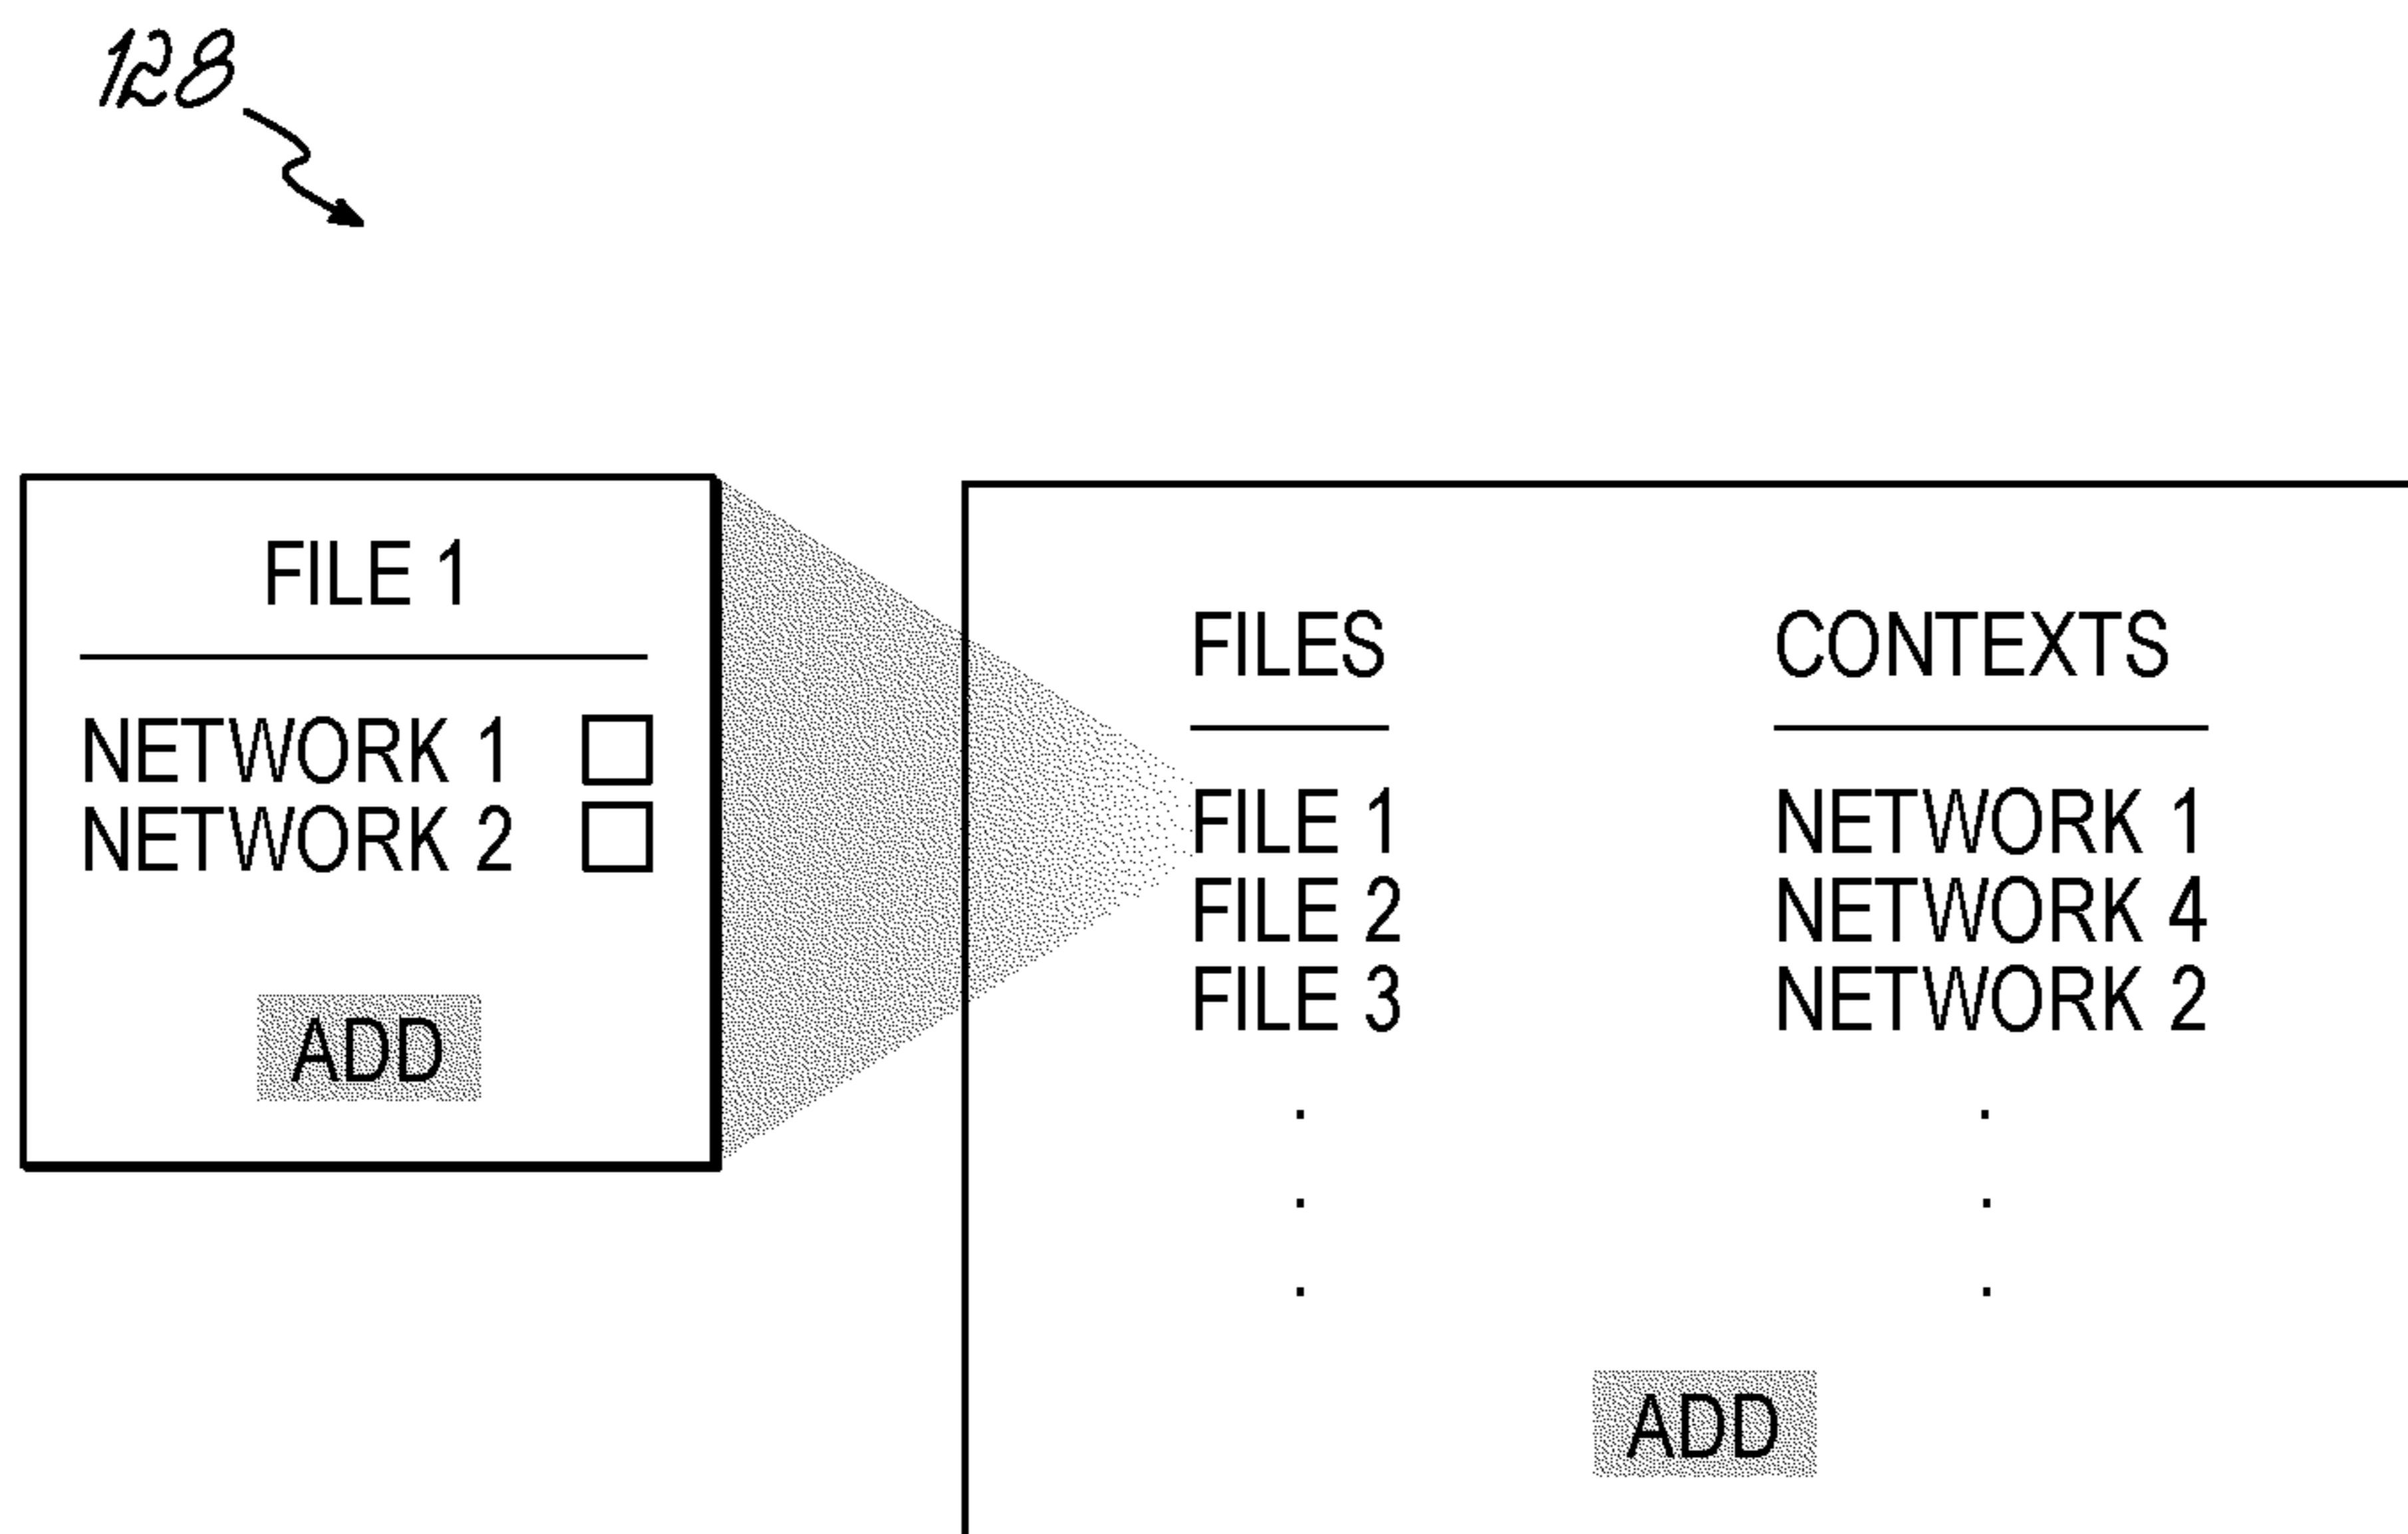 128
FILE 1
NETWORK 1
NETWORK 2
ADD
FILES CONTEXTS
FILE 1 NETWORK 1
FILE 2 NETWORK 4
FILE 3 NETWORK 2
. .
. .
. .
ADD